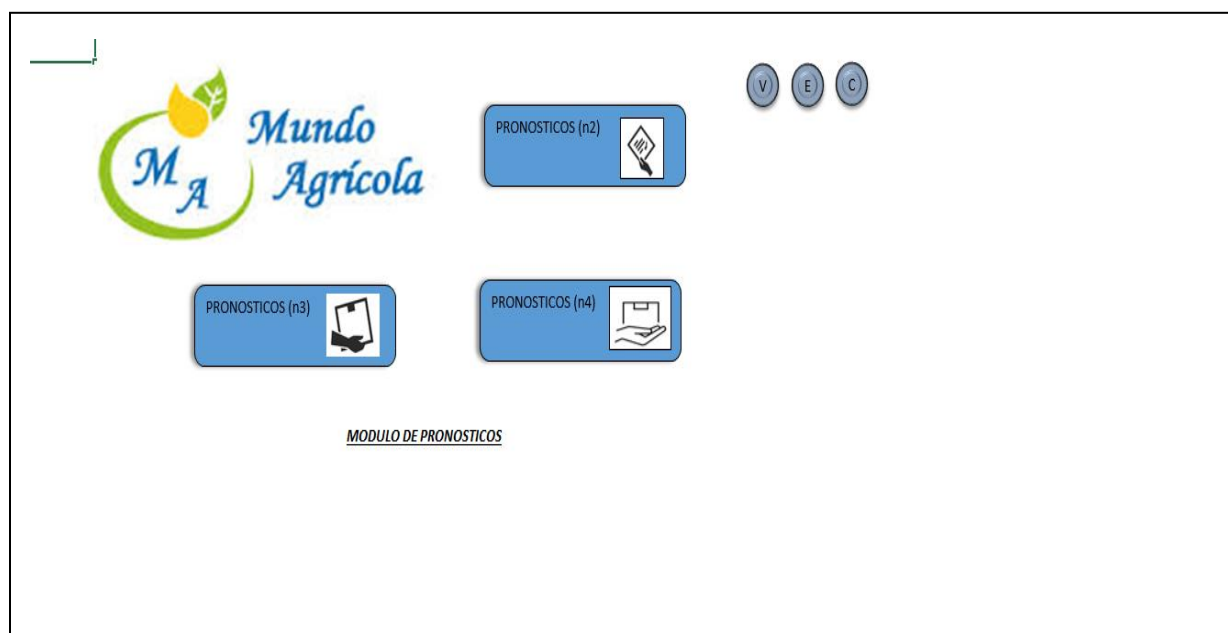 V E C
PRONOSTICOS (n2)
Mundo
Agrícola
M
A
PRONOSTICOS (n3)
PRONOSTICOS (n4)
MODULO DE PRONOSTICOS